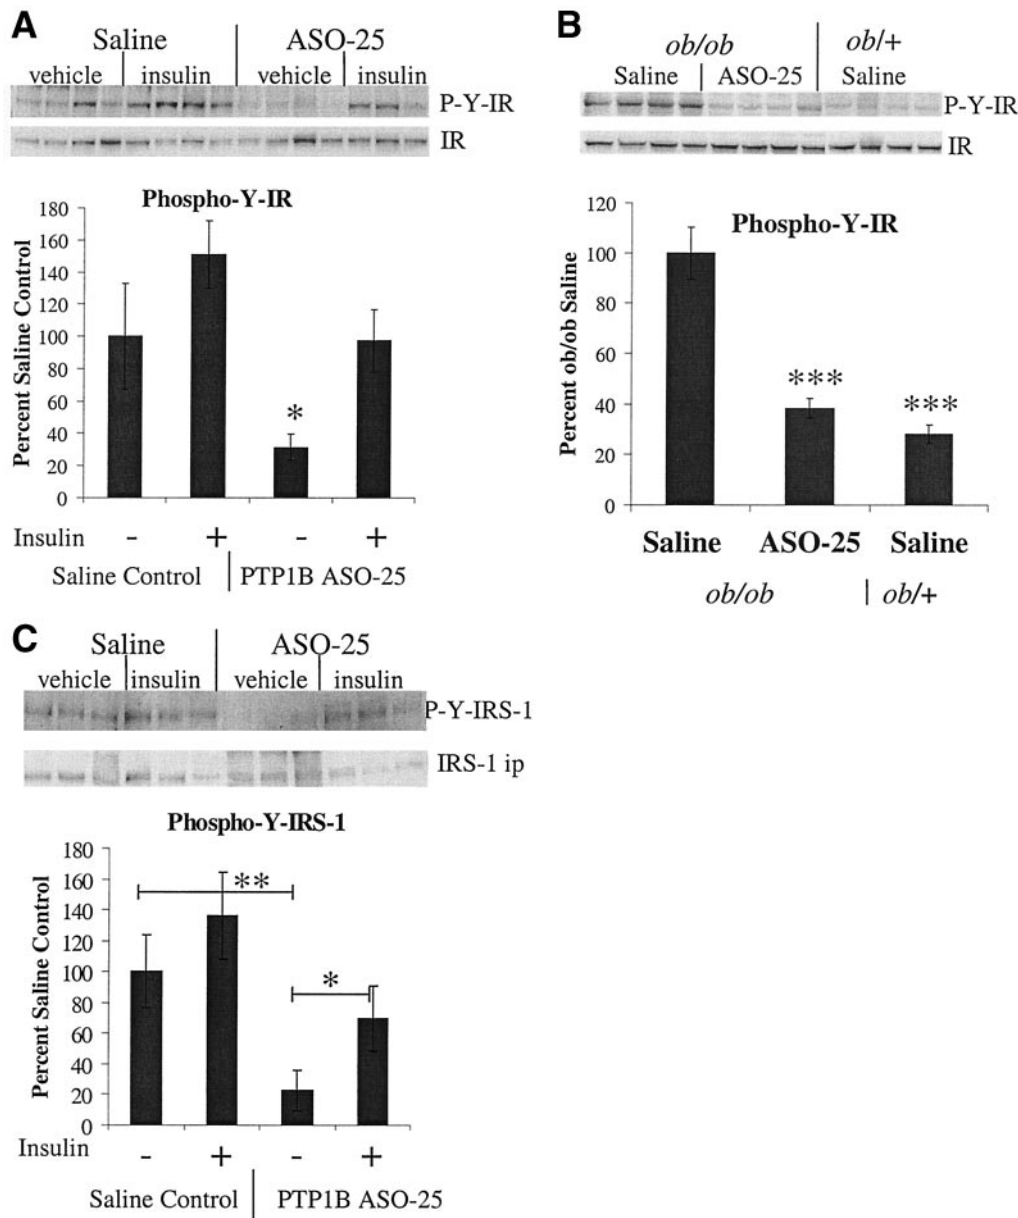 A
Saline ASO-25
vehicle insulin vehicle insulin
P-Y-IR
IR
Phospho-Y-IR
180
160
140
120
100
80
60
40
20
0
Percent Saline Control
*
Insulin - + - +
Saline Control PTP1B ASO-25
B
ob/ob ob/+
Saline ASO-25 Saline
P-Y-IR
IR
Phospho-Y-IR
120
100
80
60
40
20
0
Percent ob/ob Saline
*** ***
Saline ASO-25 Saline
ob/ob ob/+
C
Saline ASO-25
vehicle insulin vehicle insulin
P-Y-IRS-1
IRS-1 ip
Phospho-Y-IRS-1
180
160
140
120
100
80
60
40
20
0
Percent Saline Control
**
*
Insulin - + - +
Saline Control PTP1B ASO-25